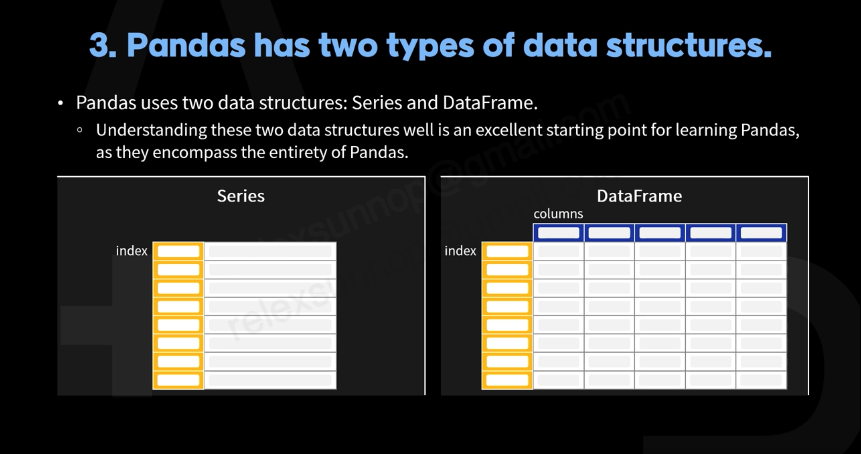 3. Pandas has two types of data structures.
• Pandas uses two data structures: Series and DataFrame.
○ Understanding these two data structures well is an excellent starting point for learning Pandas,
as they encompass the entirety of Pandas.
Series
index
DataFrame
columns
index
relexsunnop@gmail.com